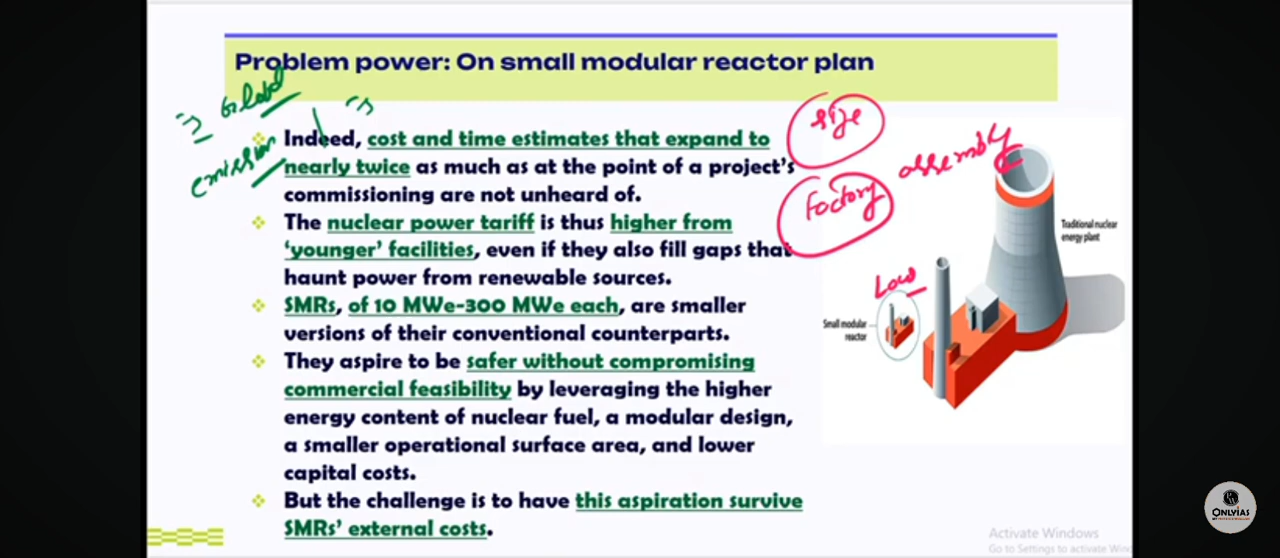 Problem power: On small modular reactor plan
Global
emission
Indeed, cost and time estimates that expand to
nearly twice as much as at the point of a project's
commissioning are not unheard of.
The nuclear power tariff is thus higher from
'younger' facilities, even if they also fill gaps that
haunt power from renewable sources.
SMRs, of 10 MWe-300 MWe each, are smaller
versions of their conventional counterparts.
They aspire to be safer without compromising
commercial feasibility by leveraging the higher
energy content of nuclear fuel, a modular design,
a smaller operational surface area, and lower
capital costs.
But the challenge is to have this aspiration survive
SMRs' external costs.
size
Factory assembly
Low
Traditional nuclear
energy plant
Small modular
reactor
ONLYIAS
Activate Windows
Go to Settings to activate Win